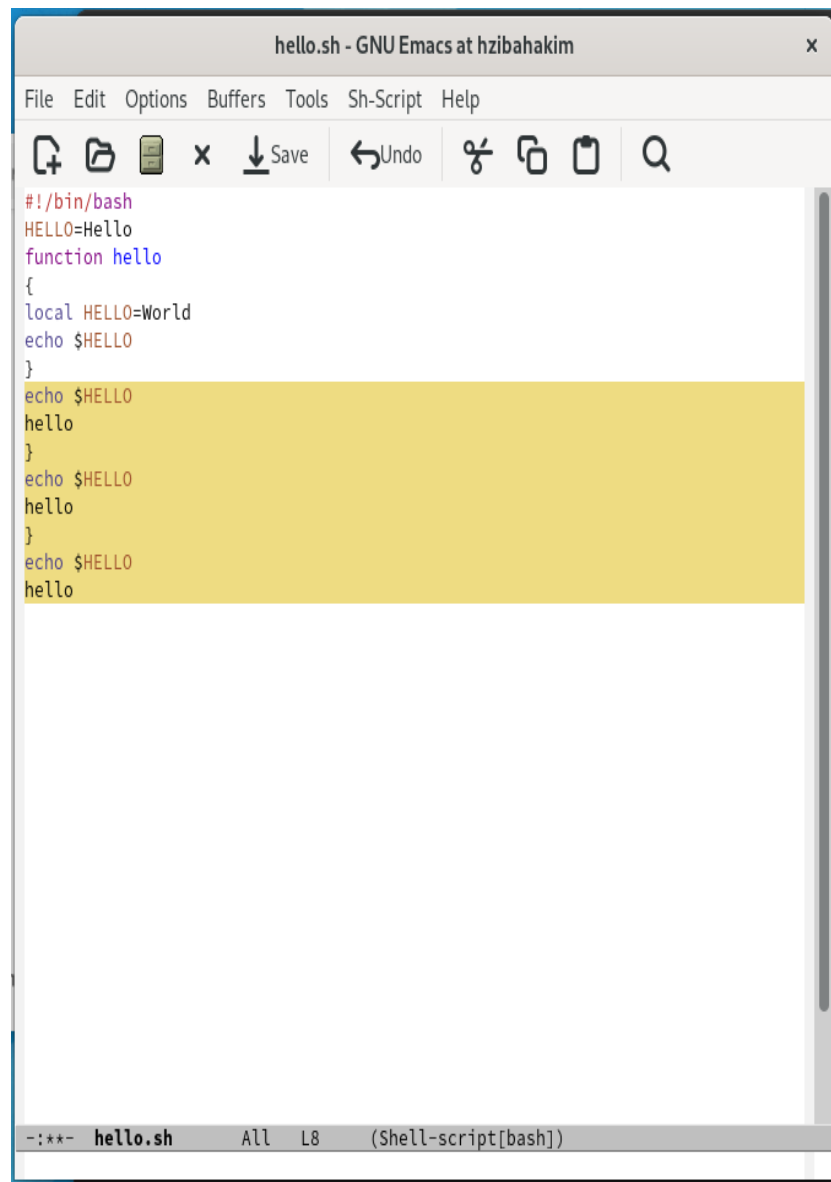 hello.sh - GNU Emacs at hzibahakim
File Edit Options Buffers Tools Sh-Script Help
Save Undo
#!/bin/bash
HELLO=Hello
function hello
{
local HELLO=World
echo $HELLO
}
echo $HELLO
hello
}
echo $HELLO
hello
}
echo $HELLO
hello
-:**- hello.sh All L8 (Shell-script[bash])